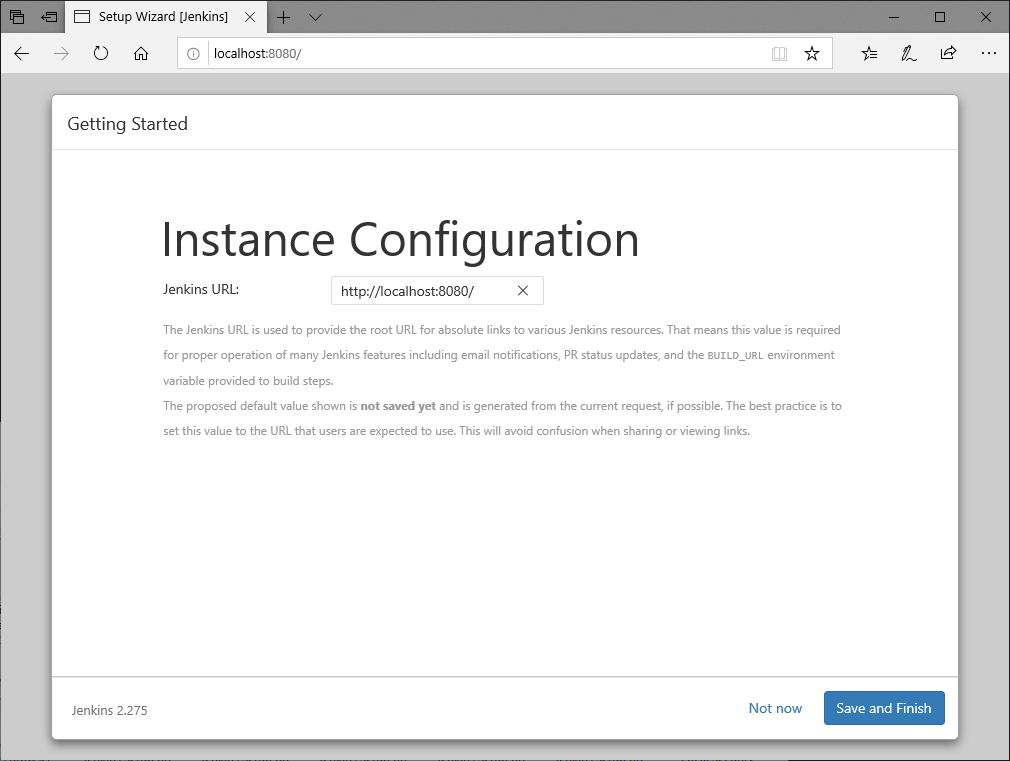 Setup Wizard [Jenkins]
localhost:8080/
Getting Started
Instance Configuration
Jenkins URL:
http://localhost:8080/
The Jenkins URL is used to provide the root URL for absolute links to various Jenkins resources. That means this value is required
for proper operation of many Jenkins features including email notifications, PR status updates, and the BUILD_URL environment
variable provided to build steps.
The proposed default value shown is not saved yet and is generated from the current request, if possible. The best practice is to
set this value to the URL that users are expected to use. This will avoid confusion when sharing or viewing links.
Jenkins 2.275
Not now
Save and Finish